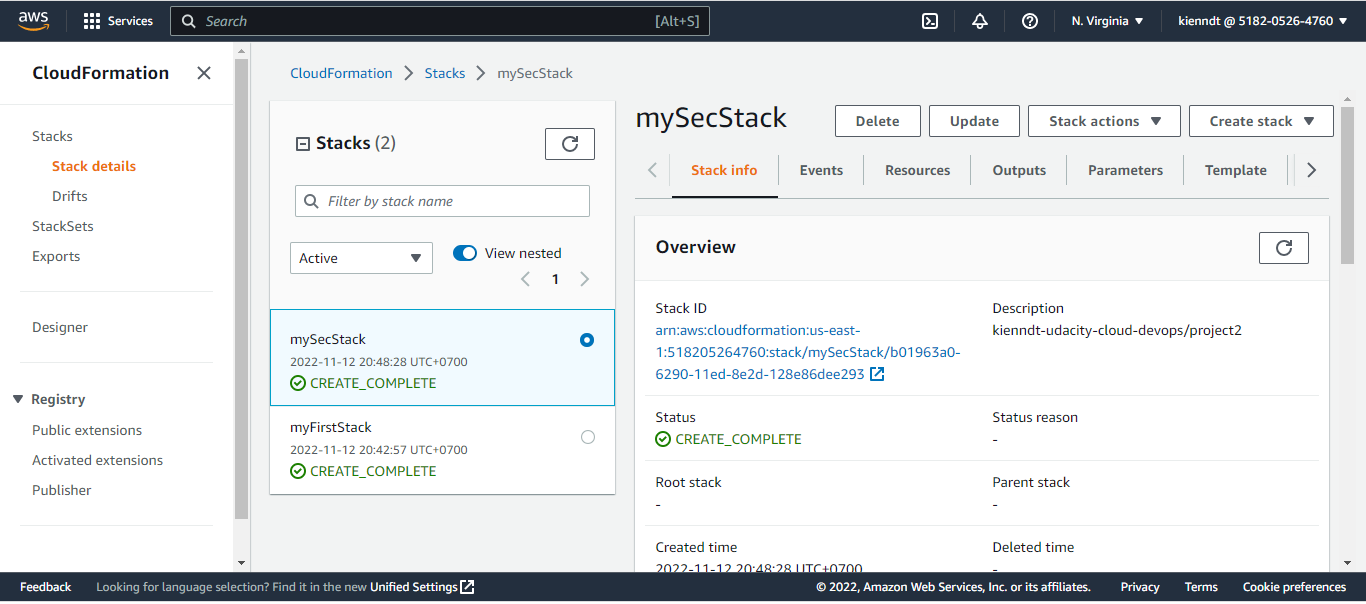 aws
Services
Search
[Alt+S]
N. Virginia
kienndt @ 5182-0526-4760
CloudFormation
Stacks
Stack details
Drifts
StackSets
Exports
Designer
Registry
Public extensions
Activated extensions
Publisher
CloudFormation
Stacks
mySecStack
Stacks (2)
Filter by stack name
Active
View nested
1
mySecStack
2022-11-12 20:48:28 UTC+0700
CREATE_COMPLETE
myFirstStack
2022-11-12 20:42:57 UTC+0700
CREATE_COMPLETE
mySecStack
Delete
Update
Stack actions
Create stack
Stack info
Events
Resources
Outputs
Parameters
Template
Overview
Stack ID
arn:aws:cloudformation:us-east-
1:518205264760:stack/mySecStack/b01963a0-
6290-11ed-8e2d-128e86dee293
Description
kienndt-udacity-cloud-devops/project2
Status
CREATE_COMPLETE
Status reason
-
Root stack
-
Parent stack
-
Created time
2022-11-12 20:48:28 UTC+0700
Deleted time
-
Feedback
Looking for language selection? Find it in the new Unified Settings
© 2022, Amazon Web Services, Inc. or its affiliates.
Privacy
Terms
Cookie preferences